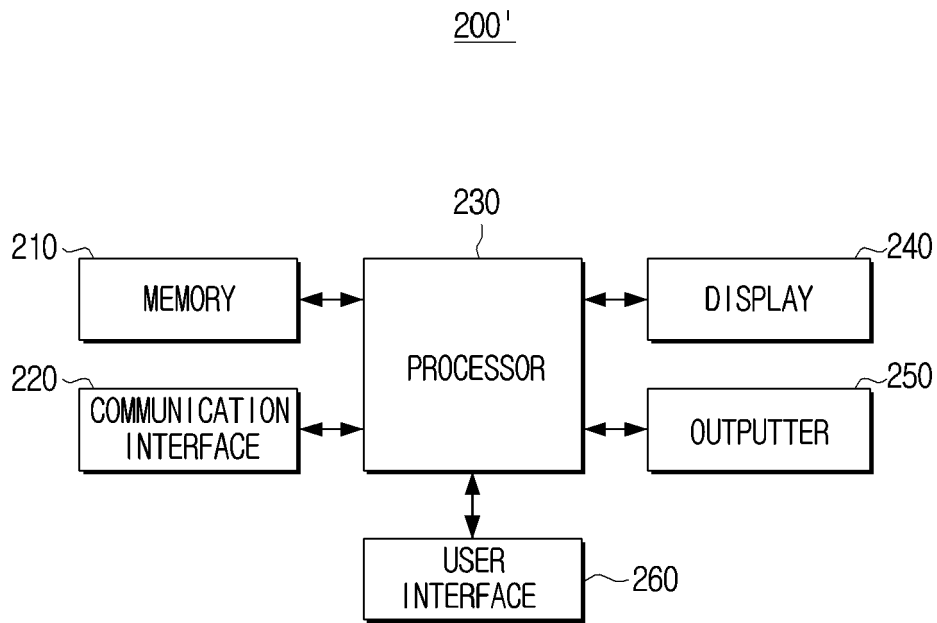 200'
230
210
240
MEMORY
DISPLAY
PROCESSOR
220
250
COMMUNICATION
INTERFACE
OUTPUTTER
USER
INTERFACE
260